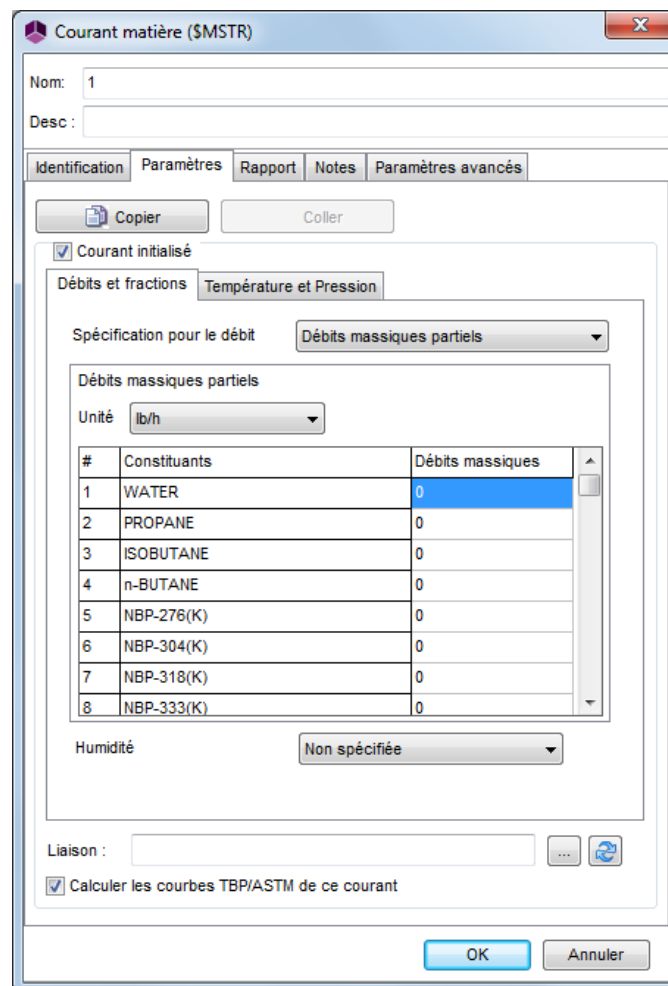 Courant matière ($MSTR)
Nom: 1
Desc :
Identification Paramètres Rapport Notes Paramètres avancés
Copier Coller
Courant initialisé
Débits et fractions Température et Pression
Spécification pour le débit Débits massiques partiels
Débits massiques partiels
Unité lb/h
# Constituants Débits massiques
1 WATER 0
2 PROPANE 0
3 ISOBUTANE 0
4 n-BUTANE 0
5 NBP-276(K) 0
6 NBP-304(K) 0
7 NBP-318(K) 0
8 NBP-333(K) 0
Humidité Non spécifiée
Liaison : ...
Calculer les courbes TBP/ASTM de ce courant
OK Annuler